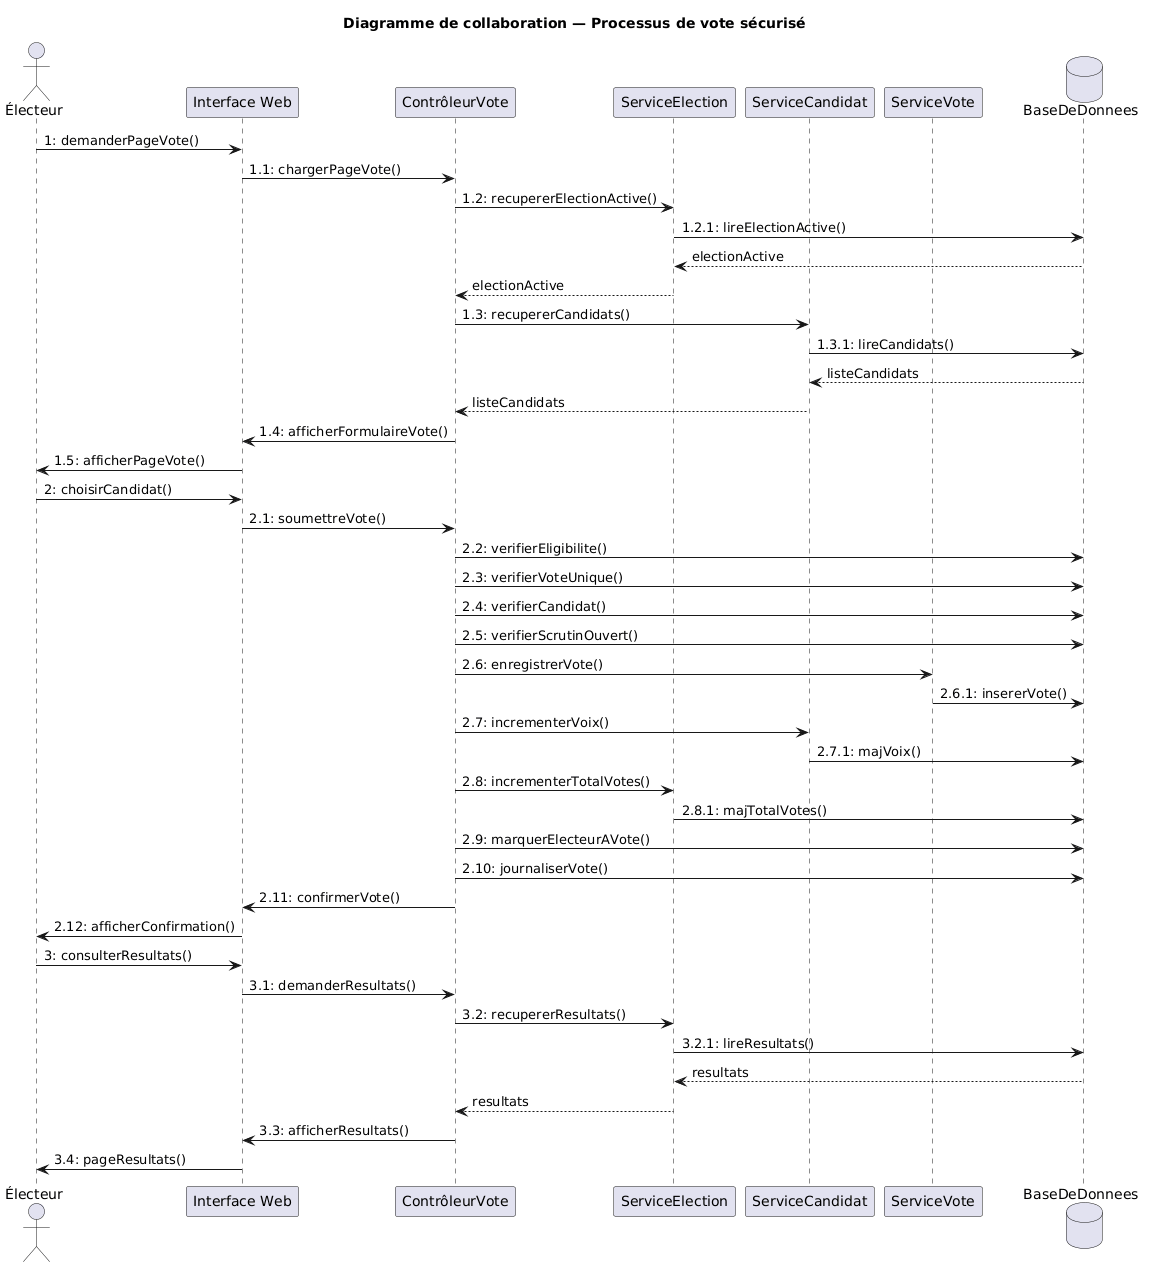 Diagramme de collaboration — Processus de vote sécurisé
Électeur
Interface Web
ContrôleurVote
ServiceElection
ServiceCandidat
ServiceVote
BaseDeDonnees
1: demanderPageVote()
1.1: chargerPageVote()
1.2: recupererElectionActive()
1.2.1: lireElectionActive()
electionActive
electionActive
1.3: recupererCandidats()
1.3.1: lireCandidats()
listeCandidats
listeCandidats
1.4: afficherFormulaireVote()
1.5: afficherPageVote()
2: choisirCandidat()
2.1: soumettreVote()
2.2: verifierEligibilite()
2.3: verifierVoteUnique()
2.4: verifierCandidat()
2.5: verifierScrutinOuvert()
2.6: enregistrerVote()
2.6.1: insererVote()
2.7: incrementerVoix()
2.7.1: majVoix()
2.8: incrementerTotalVotes()
2.8.1: majTotalVotes()
2.9: marquerElecteurAVote()
2.10: journaliserVote()
2.11: confirmerVote()
2.12: afficherConfirmation()
3: consulterResultats()
3.1: demanderResultats()
3.2: recupererResultats()
3.2.1: lireResultats()
resultats
resultats
3.3: afficherResultats()
3.4: pageResultats()
Électeur
Interface Web
ContrôleurVote
ServiceElection
ServiceCandidat
ServiceVote
BaseDeDonnees